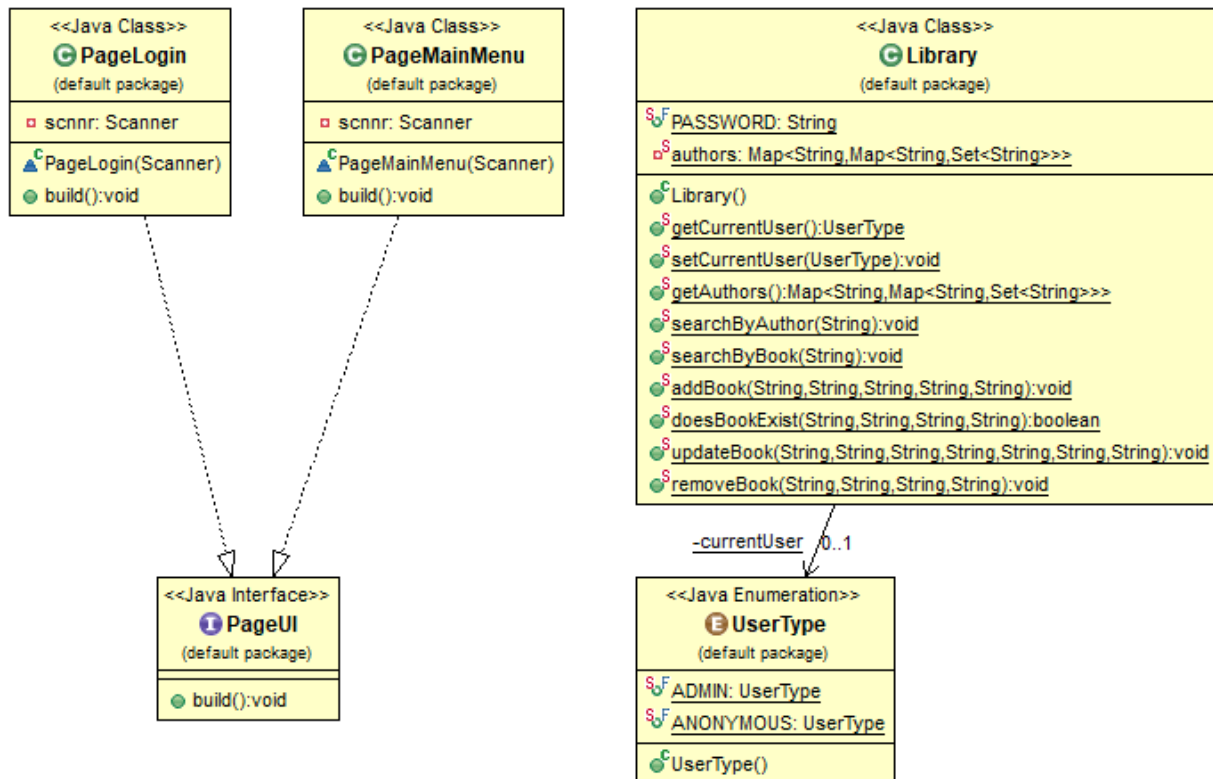 <<Java Class>>
PageLogin
(default package)
scnnr: Scanner
PageLogin(Scanner)
build():void
<<Java Class>>
PageMainMenu
(default package)
scnnr: Scanner
PageMainMenu(Scanner)
build():void
<<Java Class>>
Library
(default package)
PASSWORD: String
authors: Map<String,Map<String,Set<String>>>
Library()
getCurrentUser():UserType
setCurrentUser(UserType):void
getAuthors():Map<String,Map<String,Set<String>>>
searchByAuthor(String):void
searchByBook(String):void
addBook(String,String,String,String,String):void
doesBookExist(String,String,String,String):boolean
updateBook(String,String,String,String,String,String,String):void
removeBook(String,String,String,String):void
-currentUser 0..1
<<Java Interface>>
PageUI
(default package)
build():void
<<Java Enumeration>>
UserType
(default package)
ADMIN: UserType
ANONYMOUS: UserType
UserType()